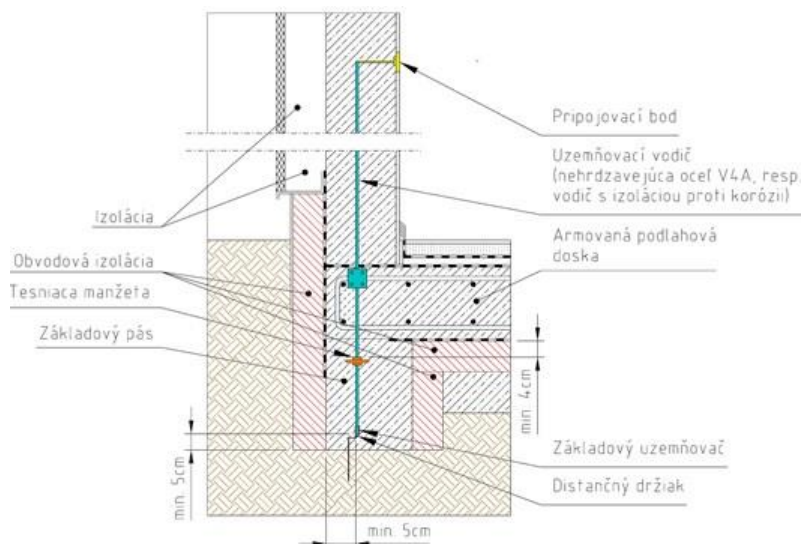 Pripojovací bod
Uzemňovací vodič
(nehrdzavejúca oceľ V4A, resp.
vodič s izoláciou proti korózii)
Izolácia
Armovaná podlahová
doska
Obvodová izolácia
Tesniaca manžeta
Základový pás
min. 4cm
Základový uzemňovač
Distančný držiak
min. 5cm
min. 5cm